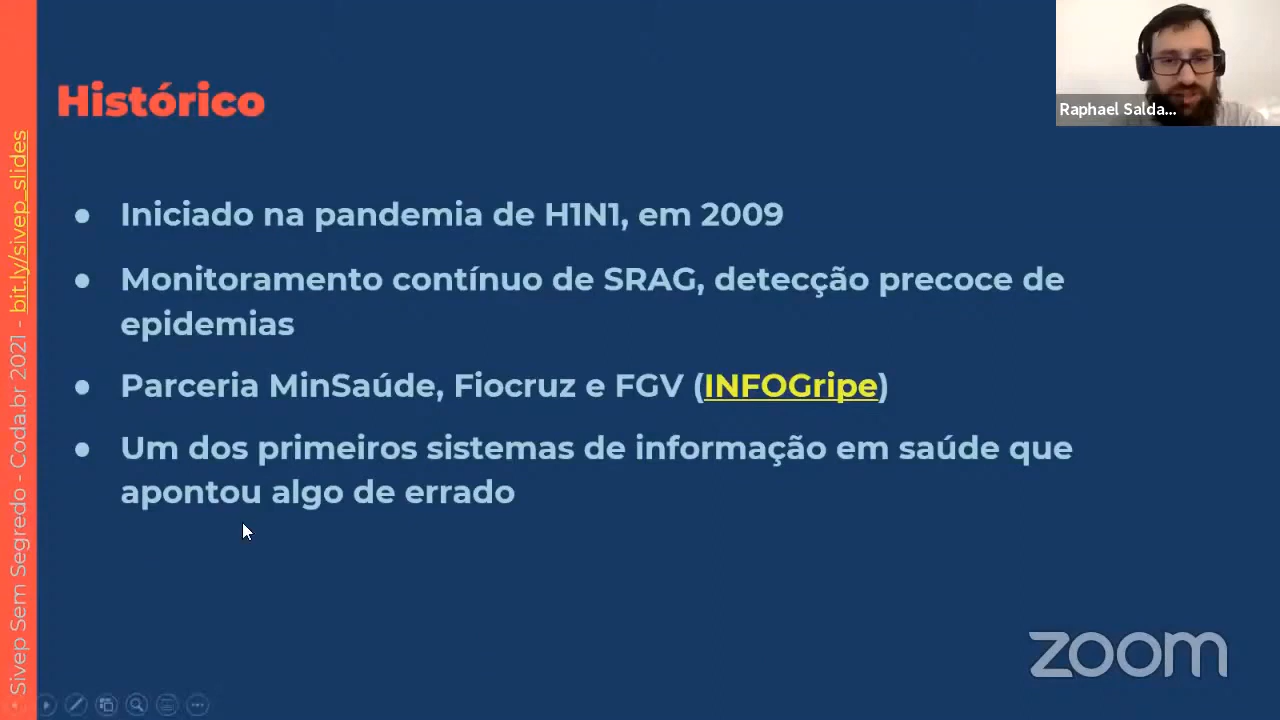 Histórico
Raphael Salda...
Iniciado na pandemia de H1N1, em 2009
Monitoramento contínuo de SRAG, detecção precoce de
epidemias
Parceria MinSaúde, Fiocruz e FGV (INFOGripe)
Um dos primeiros sistemas de informação em saúde que
apontou algo de errado
Sivep Sem Segredo - Coda.br 2021 - bit.ly/sivep_slides
zoom